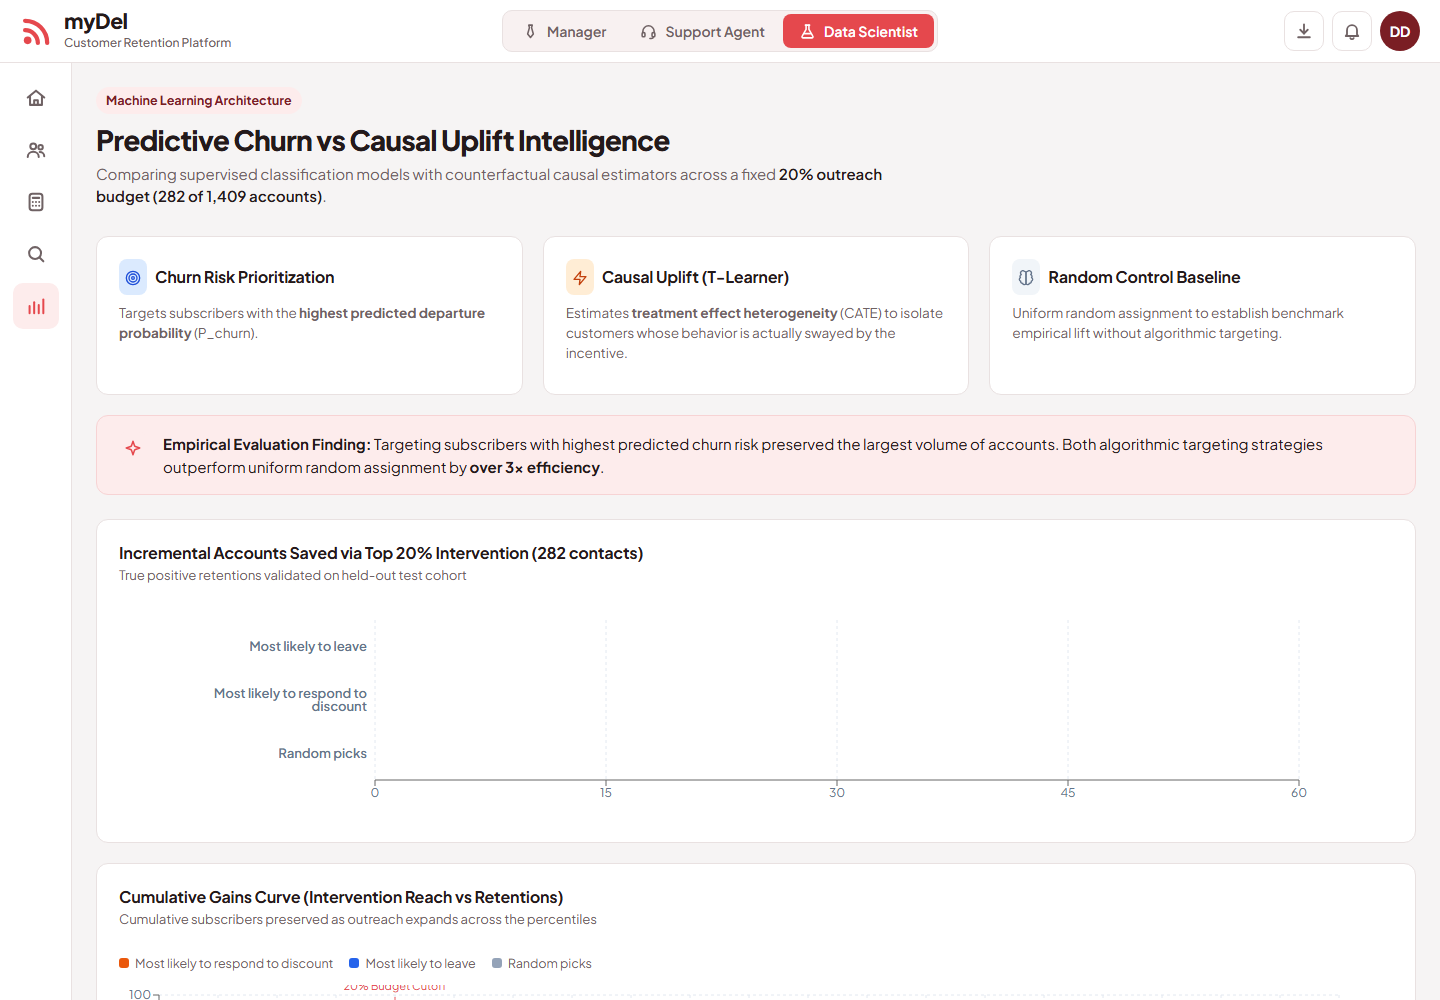 myDel
Customer Retention Platform
Manager
Support Agent
Data Scientist
DD
Machine Learning Architecture
Predictive Churn vs Causal Uplift Intelligence
Comparing supervised classification models with counterfactual causal estimators across a fixed 20% outreach
budget (282 of 1,409 accounts).
Churn Risk Prioritization
Targets subscribers with the highest predicted departure
probability (P_churn).
Causal Uplift (T-Learner)
Estimates treatment effect heterogeneity (CATE) to isolate
customers whose behavior is actually swayed by the
incentive.
Random Control Baseline
Uniform random assignment to establish benchmark
empirical lift without algorithmic targeting.
Empirical Evaluation Finding: Targeting subscribers with highest predicted churn risk preserved the largest volume of accounts. Both algorithmic targeting strategies
outperform uniform random assignment by over 3× efficiency.
Incremental Accounts Saved via Top 20% Intervention (282 contacts)
True positive retentions validated on held-out test cohort
Most likely to leave
Most likely to respond to
discount
Random picks
0 15 30 45 60
Cumulative Gains Curve (Intervention Reach vs Retentions)
Cumulative subscribers preserved as outreach expands across the percentiles
Most likely to respond to discount
Most likely to leave
Random picks
20% Budget Cutoff
100